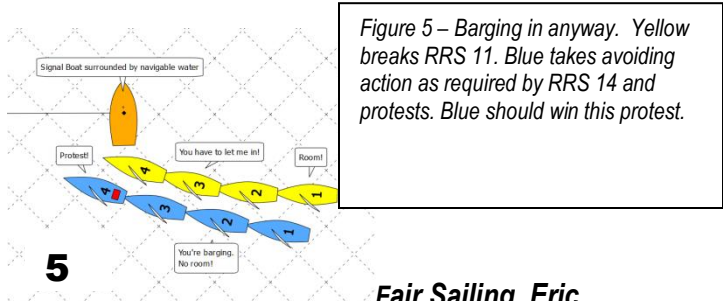 Signal Boat surrounded by navigable water
Protest!
You have to let me in!
Room!
4
3
2
1
4
3
2
1
You're barging.
No room!
5
Figure 5 – Barging in anyway. Yellow
breaks RRS 11. Blue takes avoiding
action as required by RRS 14 and
protests. Blue should win this protest.
Fair Sailing, Eric